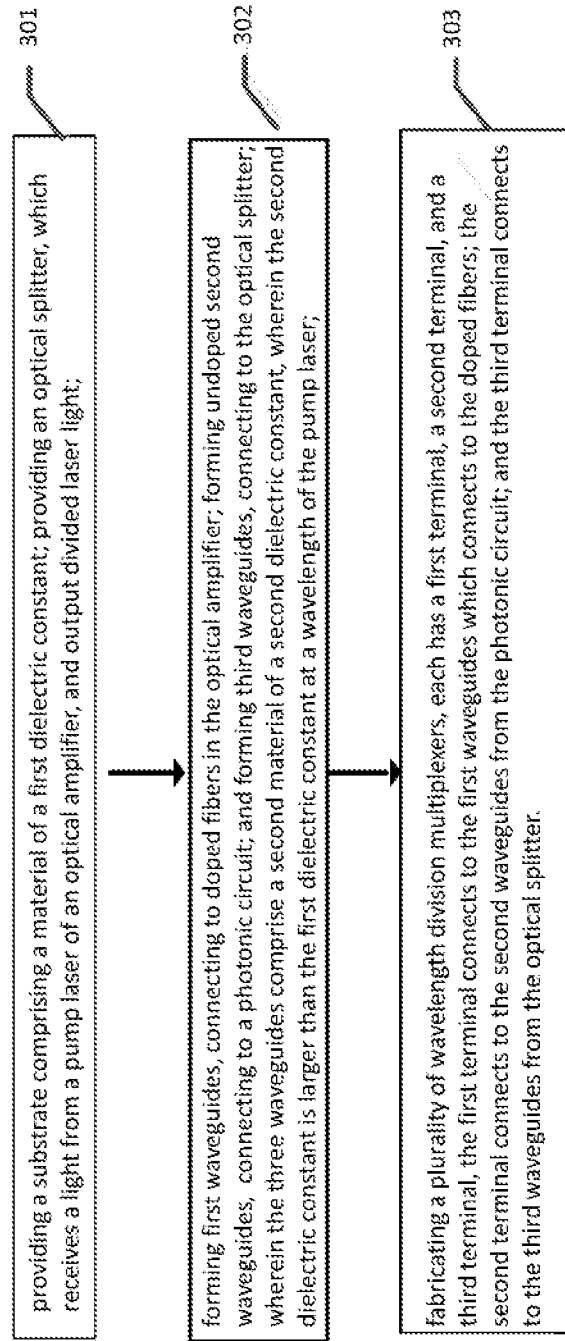 301
providing a substrate comprising a material of a first dielectric constant; providing an optical splitter, which
receives a light from a pump laser of an optical amplifier, and output divided laser light;
302
forming first waveguides, connecting to doped fibers in the optical amplifier; forming undoped second
waveguides, connecting to a photonic circuit; and forming third waveguides, connecting to the optical splitter;
wherein the three waveguides comprise a second material of a second dielectric constant, wherein the second
dielectric constant is larger than the first dielectric constant at a wavelength of the pump laser;
303
fabricating a plurality of wavelength division multiplexers, each has a first terminal, a second terminal, and a
third terminal, the first terminal connects to the first waveguides which connects to the doped fibers; the
second terminal connects to the second waveguides from the photonic circuit; and the third terminal connects
to the third waveguides from the optical splitter.